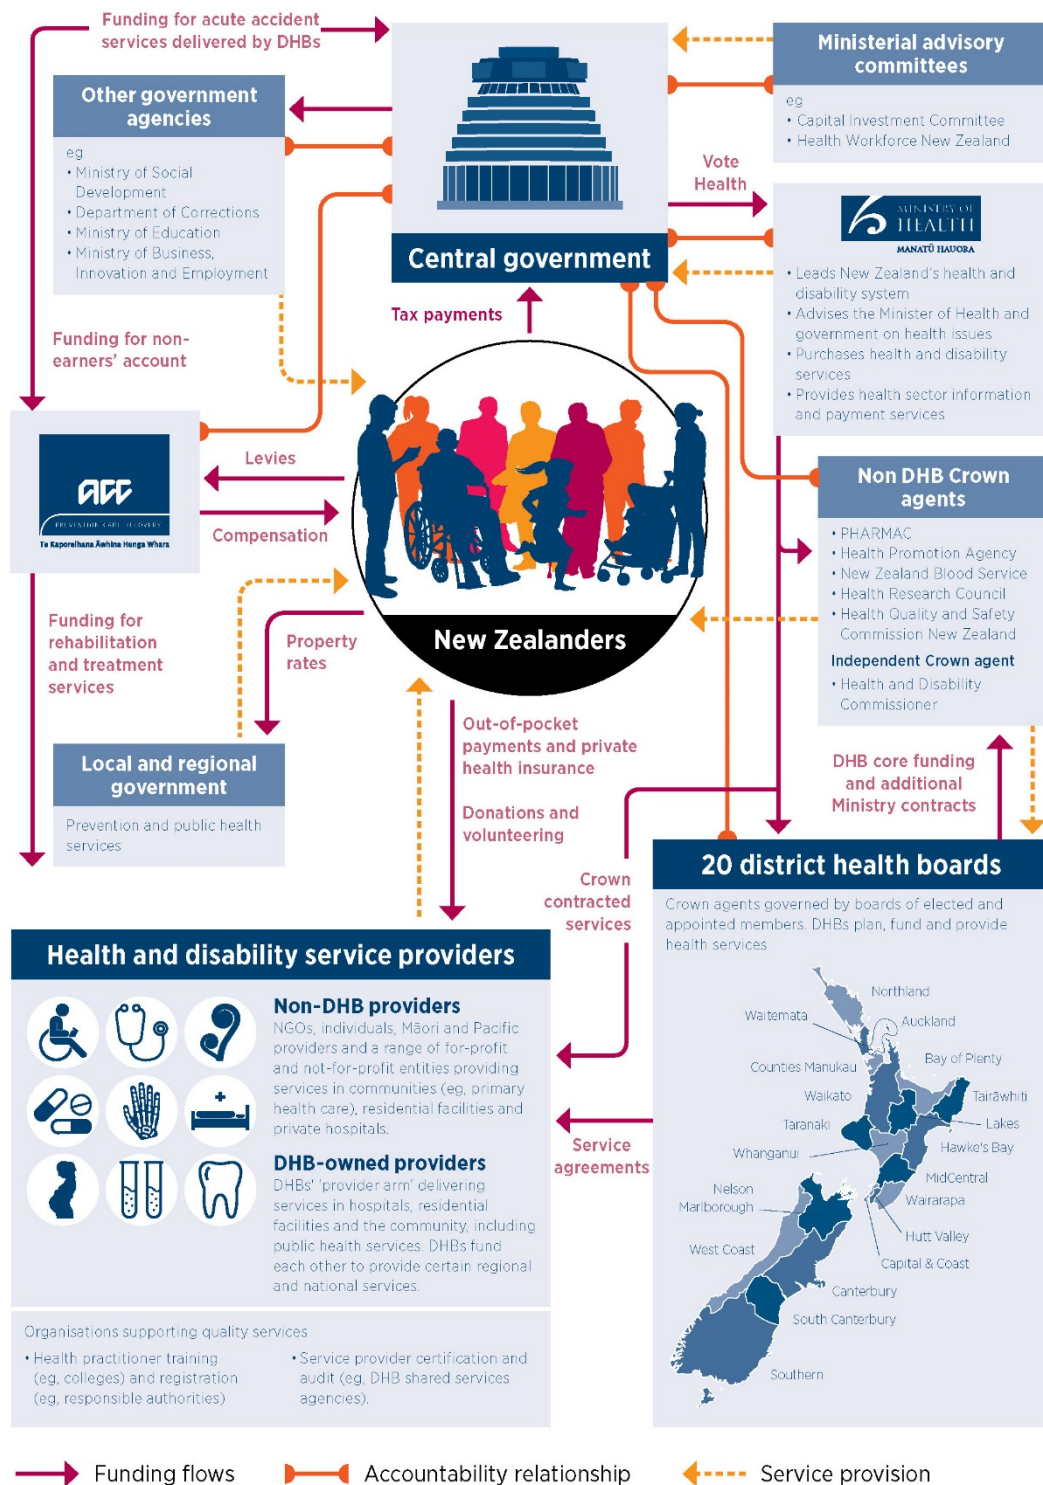 Funding for acute accident
services delivered by DHBs
Other government
agencies
eg
• Ministry of Social
Development
• Department of Corrections
• Ministry of Education
• Ministry of Business,
Innovation and Employment
Central government
Ministerial advisory
committees
eg
• Capital Investment Committee
• Health Workforce New Zealand
Vote
Health
MINISTRY OF
HEALTH
MANATŪ HAUORA
• Leads New Zealand's health and
disability system
• Advises the Minister of Health and
government on health issues
• Purchases health and disability
services
• Provides health sector information
and payment services
Tax payments
Funding for non-
earners' account
acc
PREVENTION. CARE. RECOVERY.
Te Kaporeihana Āwhina Hunga Whara
Levies
Compensation
New Zealanders
Non DHB Crown
agents
• PHARMAC
• Health Promotion Agency
• New Zealand Blood Service
• Health Research Council
• Health Quality and Safety
Commission New Zealand
Independent Crown agent
• Health and Disability
Commissioner
Funding for
rehabilitation
and treatment
services
Property
rates
Local and regional
government
Prevention and public health
services
Out-of-pocket
payments and private
health insurance
Donations and
volunteering
DHB core funding
and additional
Ministry contracts
Crown
contracted
services
20 district health boards
Crown agents governed by boards of elected and
appointed members. DHBs plan, fund and provide
health services
Northland
Waitemata
Auckland
Counties Manukau
Bay of Plenty
Waikato
Tairāwhiti
Taranaki
Lakes
Whanganui
Hawke's Bay
MidCentral
Nelson
Marlborough
Wairarapa
Hutt Valley
West Coast
Capital & Coast
Canterbury
South Canterbury
Southern
Health and disability service providers
Non-DHB providers
NGOs, individuals, Māori and Pacific
providers and a range of for-profit
and not-for-profit entities providing
services in communities (eg, primary
health care), residential facilities and
private hospitals.
DHB-owned providers
DHBs' 'provider arm' delivering
services in hospitals, residential
facilities and the community, including
public health services. DHBs fund
each other to provide certain regional
and national services.
Service
agreements
Organisations supporting quality services
• Health practitioner training
(eg, colleges) and registration
(eg, responsible authorities)
• Service provider certification and
audit (eg, DHB shared services
agencies).
Funding flows
Accountability relationship
Service provision